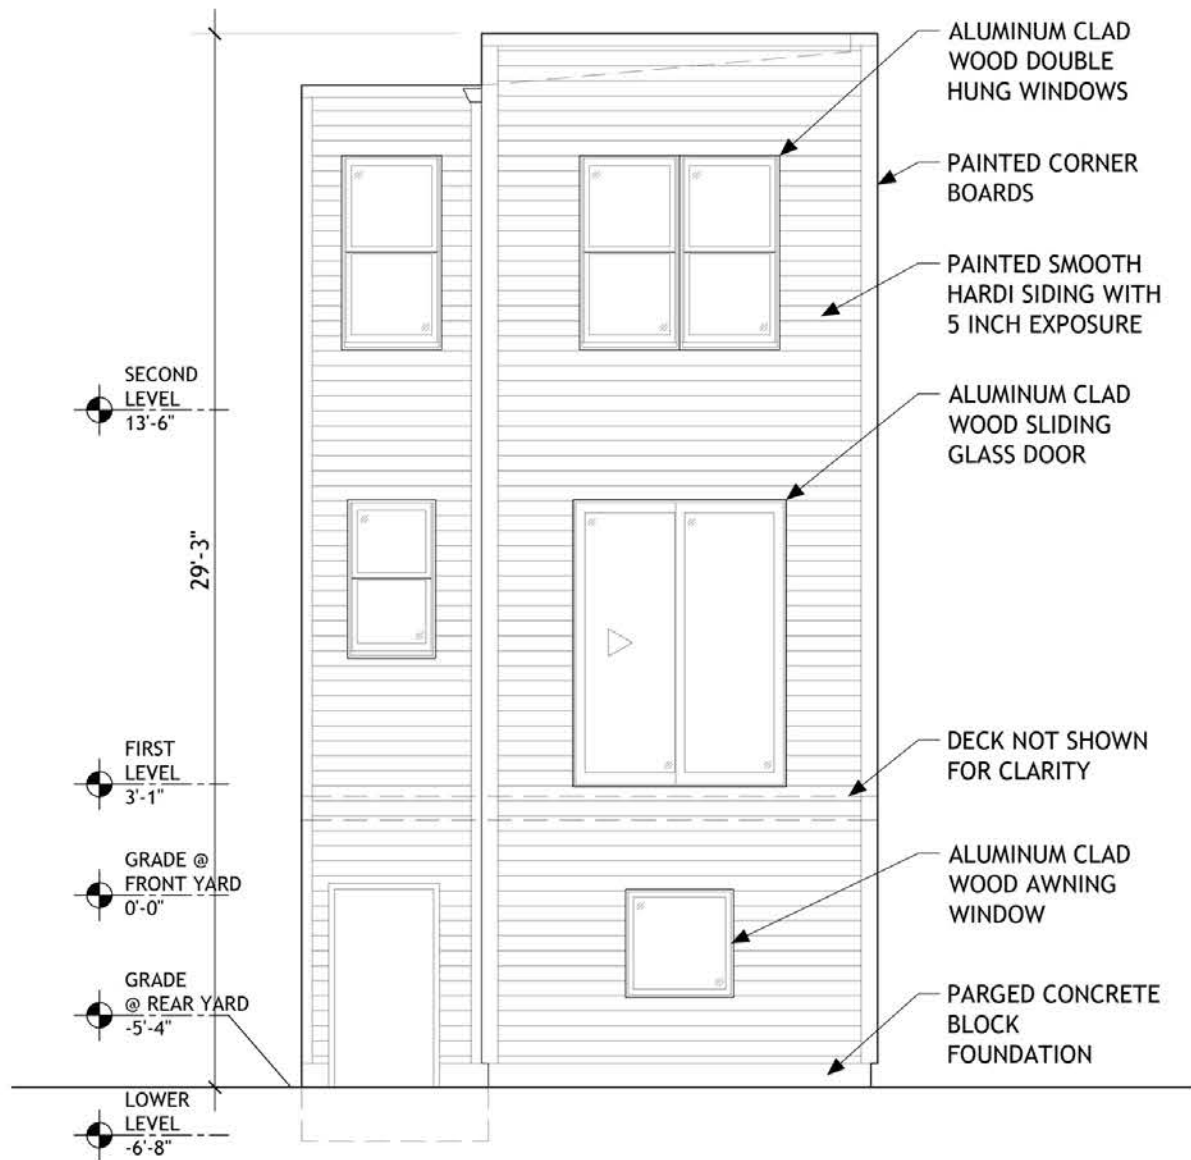 ALUMINUM CLAD
WOOD DOUBLE
HUNG WINDOWS
PAINTED CORNER
BOARDS
PAINTED SMOOTH
HARDI SIDING WITH
5 INCH EXPOSURE
SECOND
LEVEL
13'-6"
ALUMINUM CLAD
WOOD SLIDING
GLASS DOOR
29'-3"
FIRST
LEVEL
3'-1"
DECK NOT SHOWN
FOR CLARITY
GRADE @
FRONT YARD
0'-0"
ALUMINUM CLAD
WOOD AWNING
WINDOW
GRADE
@ REAR YARD
-5'-4"
PARGED CONCRETE
BLOCK
FOUNDATION
LOWER
LEVEL
-6'-8"